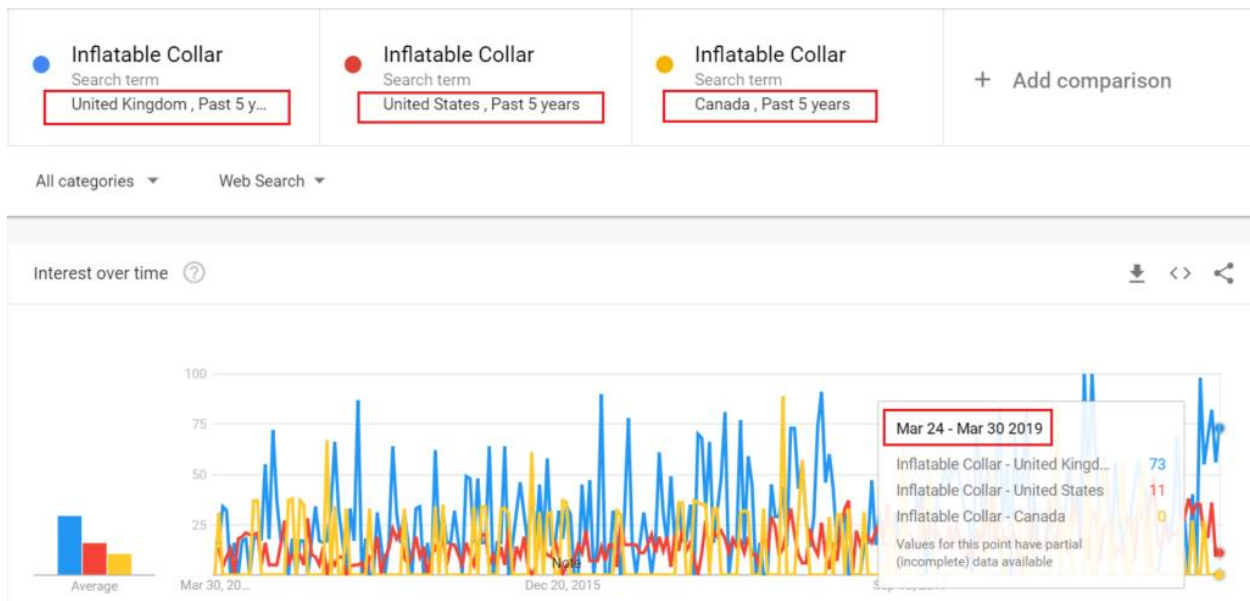 Inflatable Collar
Search term
United Kingdom , Past 5 y...
Inflatable Collar
Search term
United States , Past 5 years
Inflatable Collar
Search term
Canada , Past 5 years
+ Add comparison
All categories
Web Search
Interest over time ?
100
75
50
25
Average
Mar 30, 20...
Note
Dec 20, 2015
Mar 24 - Mar 30 2019
Inflatable Collar - United Kingd... 73
Inflatable Collar - United States 11
Inflatable Collar - Canada 0
Values for this point have partial
(incomplete) data available